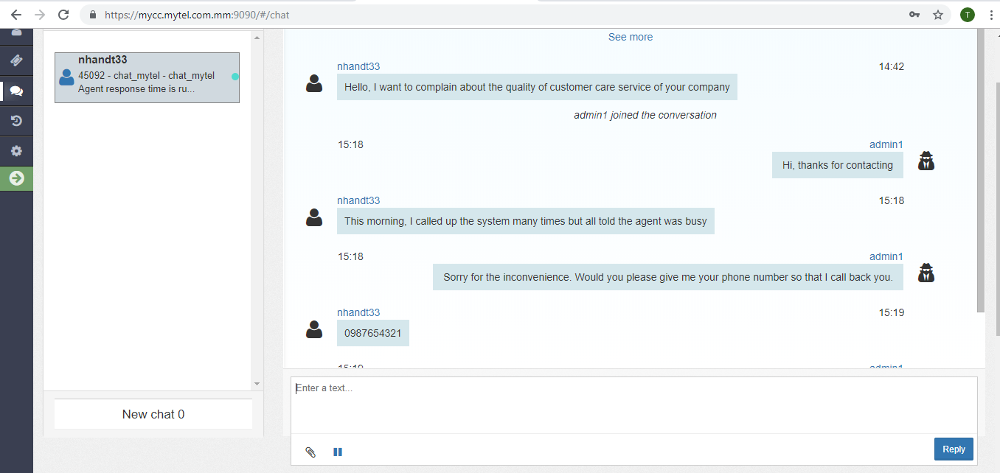 https://mycc.mytel.com.mm:9090/#/chat
T
nhandt33
45092 - chat_mytel - chat_mytel
Agent response time is ru...
New chat 0
See more
nhandt33 14:42
Hello, I want to complain about the quality of customer care service of your company
admin1 joined the conversation
15:18 admin1
Hi, thanks for contacting
nhandt33 15:18
This morning, I called up the system many times but all told the agent was busy
15:18 admin1
Sorry for the inconvenience. Would you please give me your phone number so that I call back you.
nhandt33 15:19
0987654321
15:19 admin1
Enter a text...
Reply